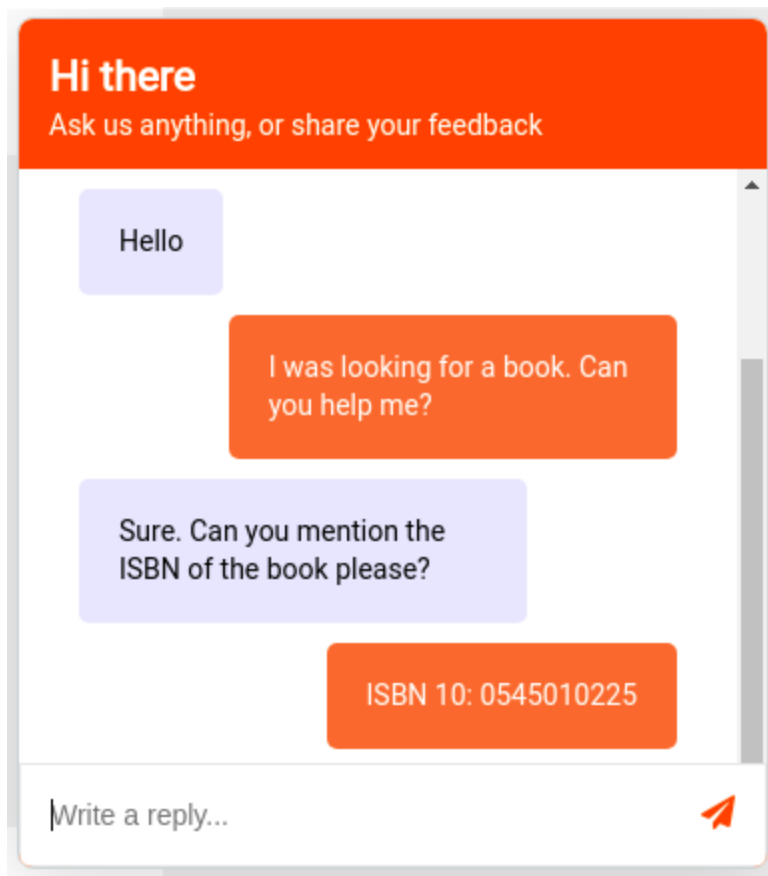 Hi there
Ask us anything, or share your feedback
Hello
I was looking for a book. Can
you help me?
Sure. Can you mention the
ISBN of the book please?
ISBN 10: 0545010225
Write a reply...